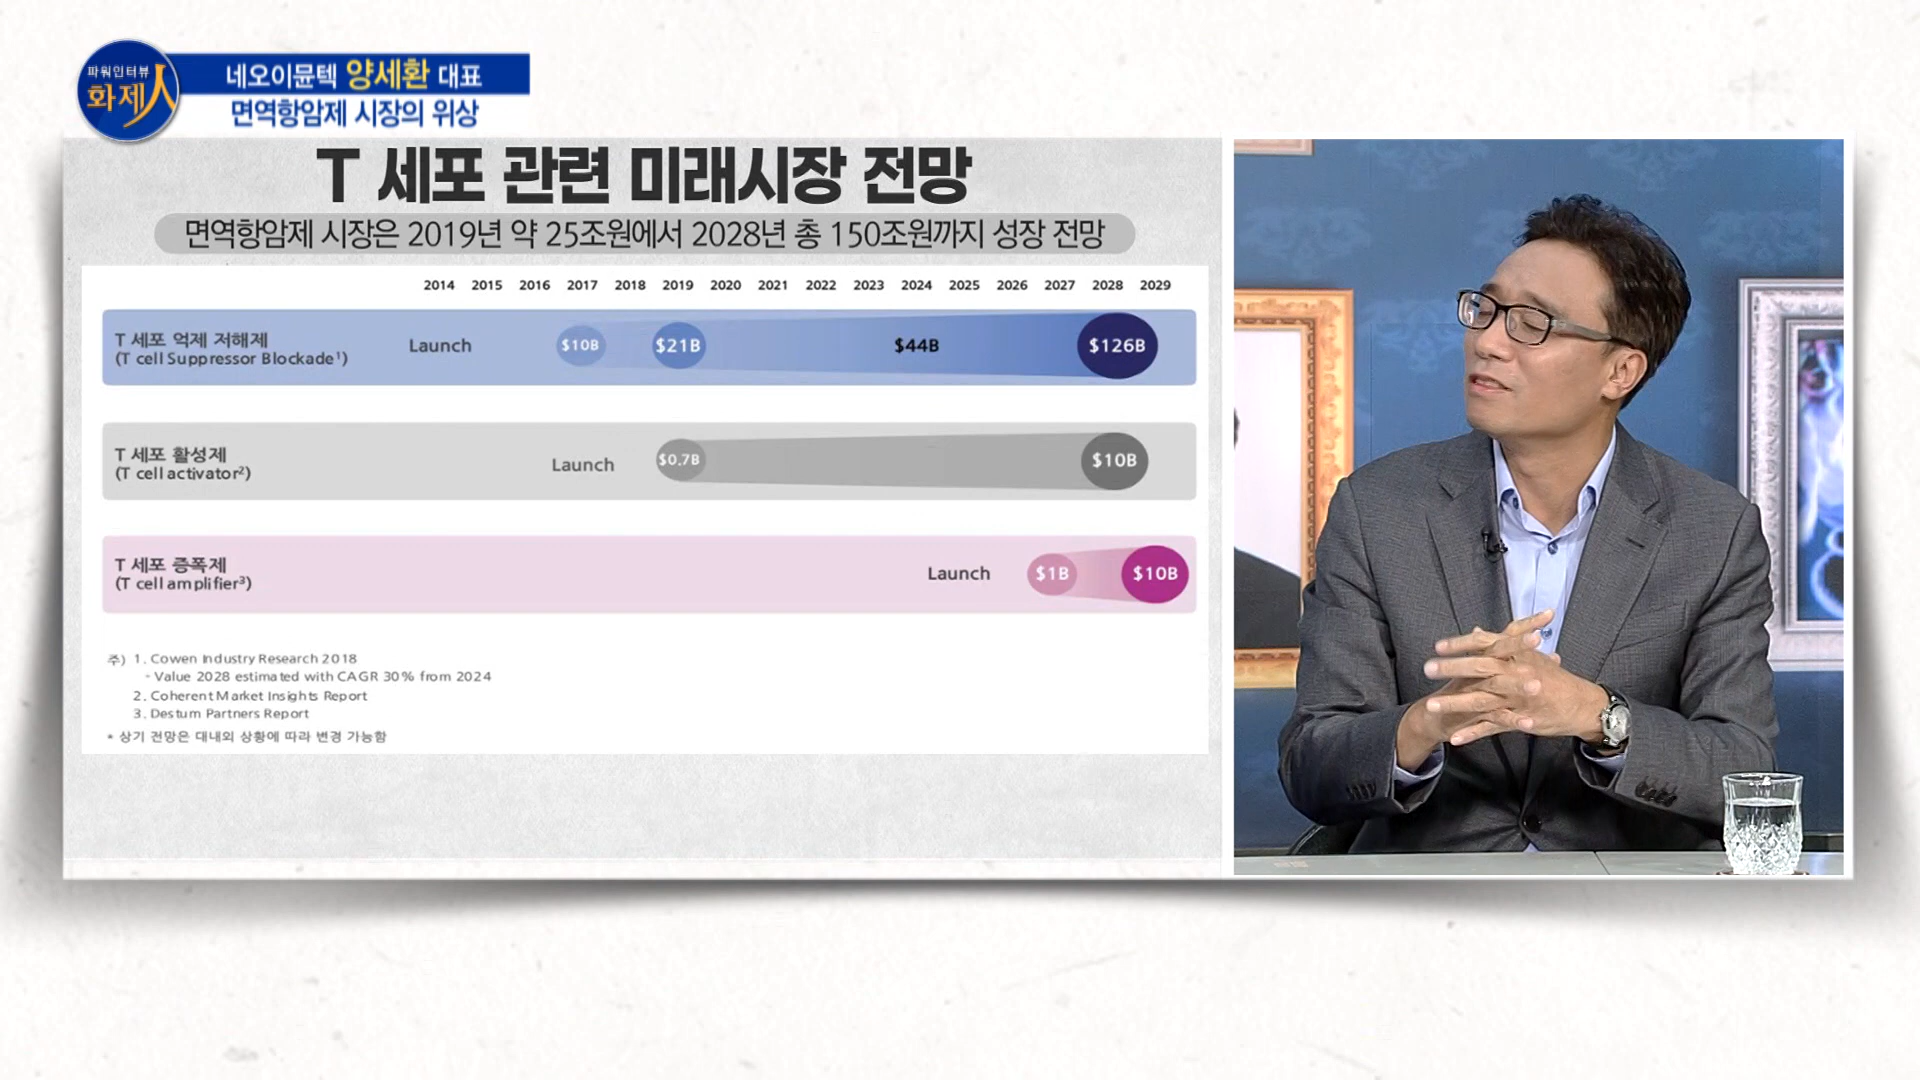 파워인터뷰
화제人
네오이뮨텍 양세환 대표
면역항암제 시장의 위상
T 세포 관련 미래시장 전망
면역항암제 시장은 2019년 약 25조원에서 2028년 총 150조원까지 성장 전망
2014 2015 2016 2017 2018 2019 2020 2021 2022 2023 2024 2025 2026 2027 2028 2029
T 세포 억제 저해제
(T cell Suppressor Blockade¹)
Launch $10B $21B $44B $126B
T 세포 활성제
(T cell activator²)
Launch $0.7B $10B
T 세포 증폭제
(T cell amplifier³)
Launch $1B $10B
주) 1. Cowen Industry Research 2018
- Value 2028 estimated with CAGR 30% from 2024
2. Coherent Market Insights Report
3. Destum Partners Report
* 상기 전망은 대내외 상황에 따라 변경 가능함